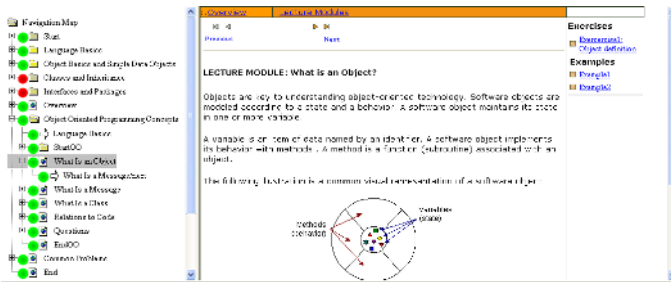 Overview Lecture Modules
Navigation Map
Start
Language Basics
Object Basics and Simple Data Objects
Classes and Inheritance
Interfaces and Packages
Overview
Object Oriented Programming Concepts
Language Basics
StartOO
What Is an Object
What Is a Message
What Is a Message
What Is a Class
Relations to Code
Questions
EndOO
Common Problems
End
Previous Next
LECTURE MODULE: What is an Object?
Objects are key to understanding object-oriented technology. Software objects are
modeled according to a state and a behavior. A software object maintains its state
in one or more variable.
A variable is an item of data named by an identifier. A software object implements
its behavior with methods . A method is a function (subroutine) associated with an
object.
The following illustration is a common visual representation of a software object
Methods
(behavior)
Variables
(state)
Exercises
Object definition
Examples
Example1
Example2